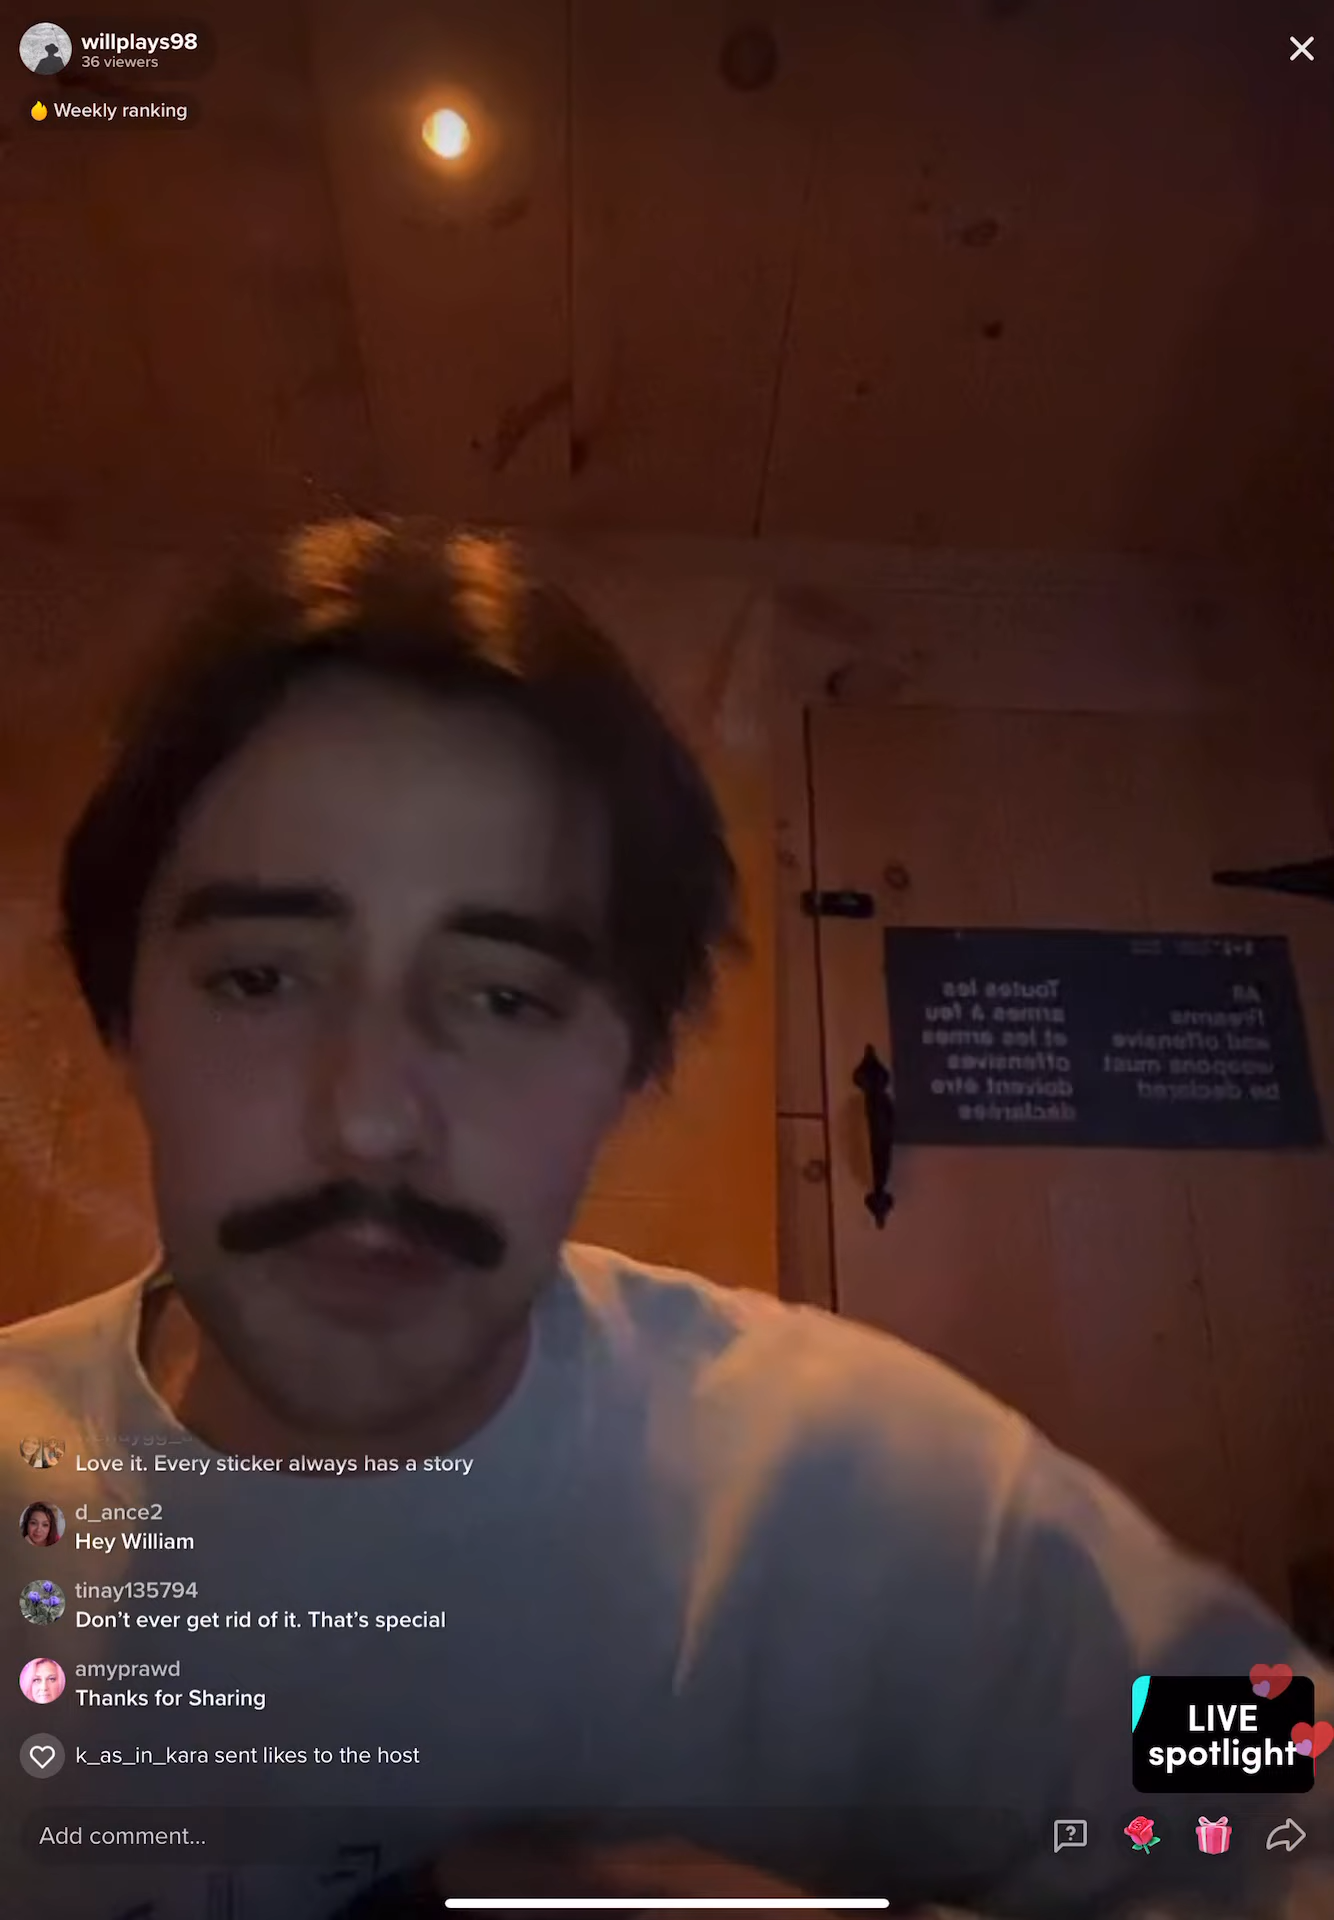 willplays98
36 viewers
Weekly ranking
Toutes les
armes à feu
et les armes
offensives
doivent être
déclarées
All
firearms
and offensive
weapons must
be declared
Love it. Every sticker always has a story
d_ance2
Hey William
tinay135794
Don’t ever get rid of it. That’s special
amyprawd
Thanks for Sharing
k_as_in_kara sent likes to the host
LIVE
spotlight
Add comment...